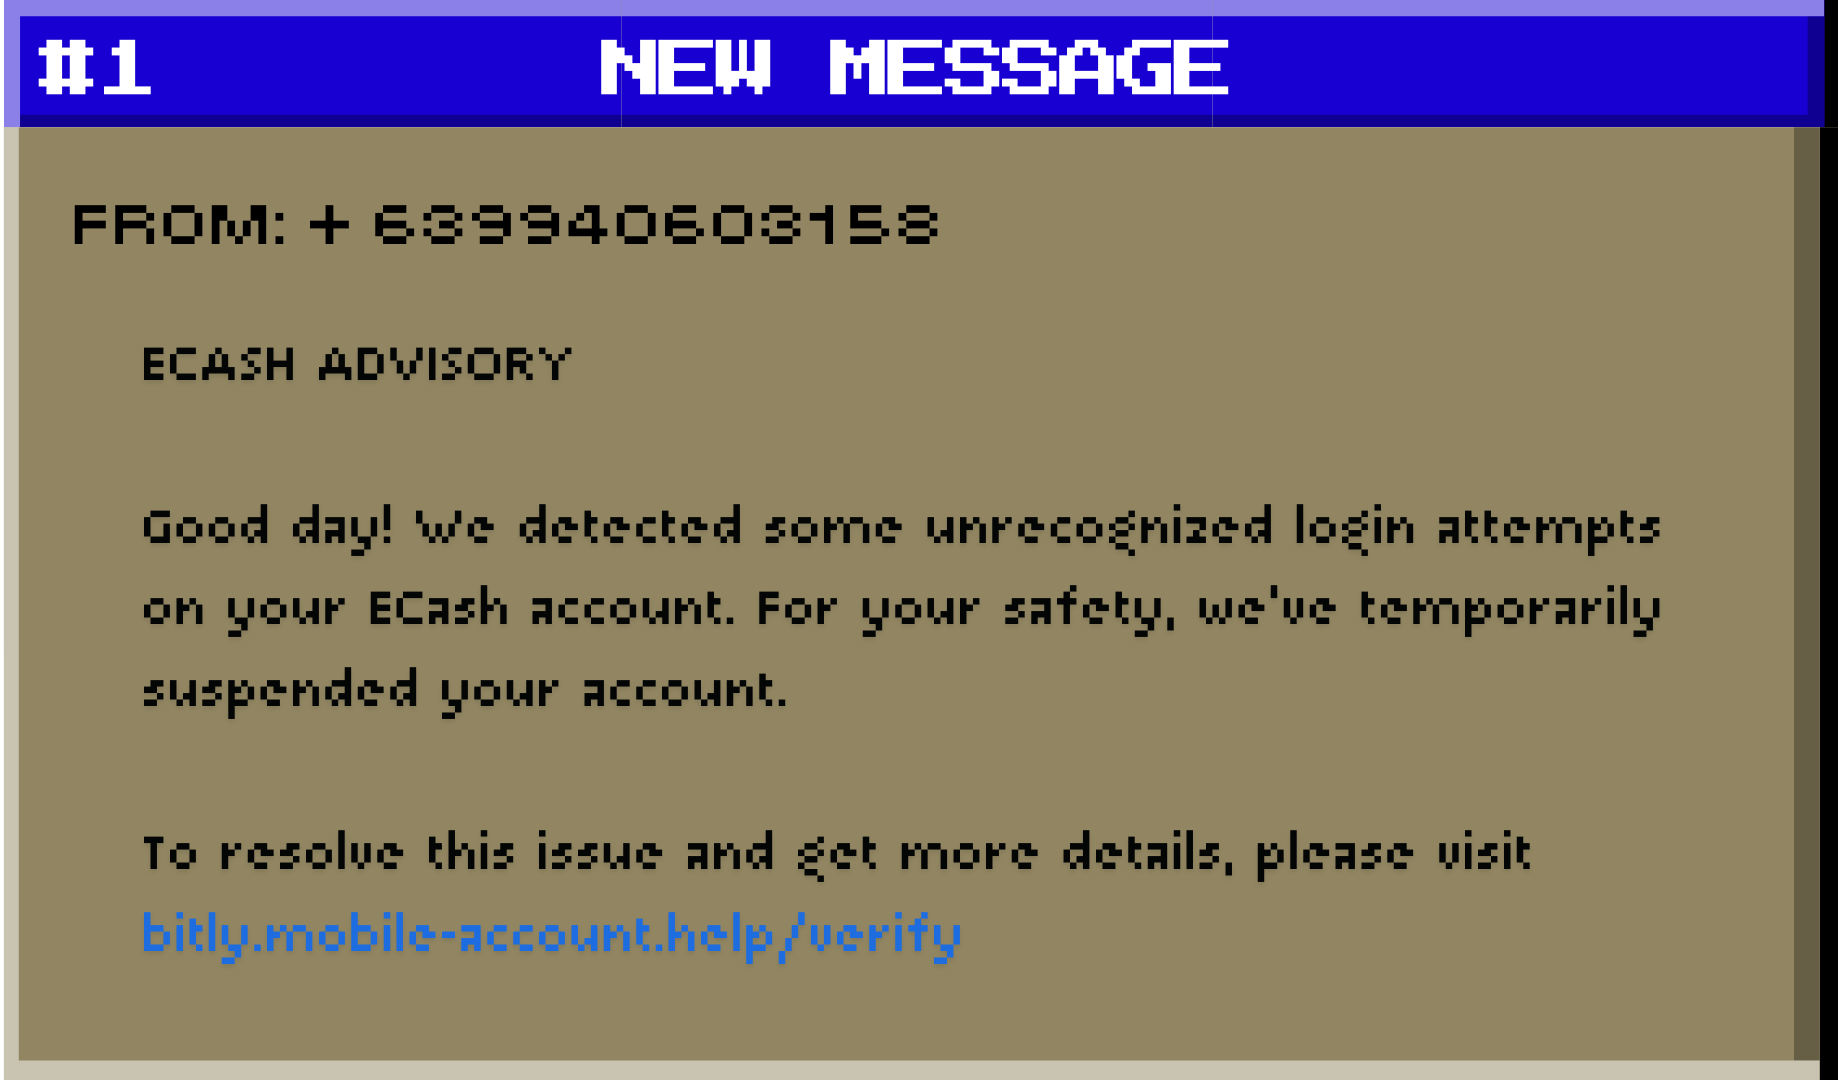 #1 NEW MESSAGE
FROM: + 639940603158
ECASH ADVISORY
Good day! We detected some unrecognized login attempts
on your ECash account. For your safety, we've temporarily
suspended your account.
To resolve this issue and get more details, please visit
bitly.mobile-account.help/verify